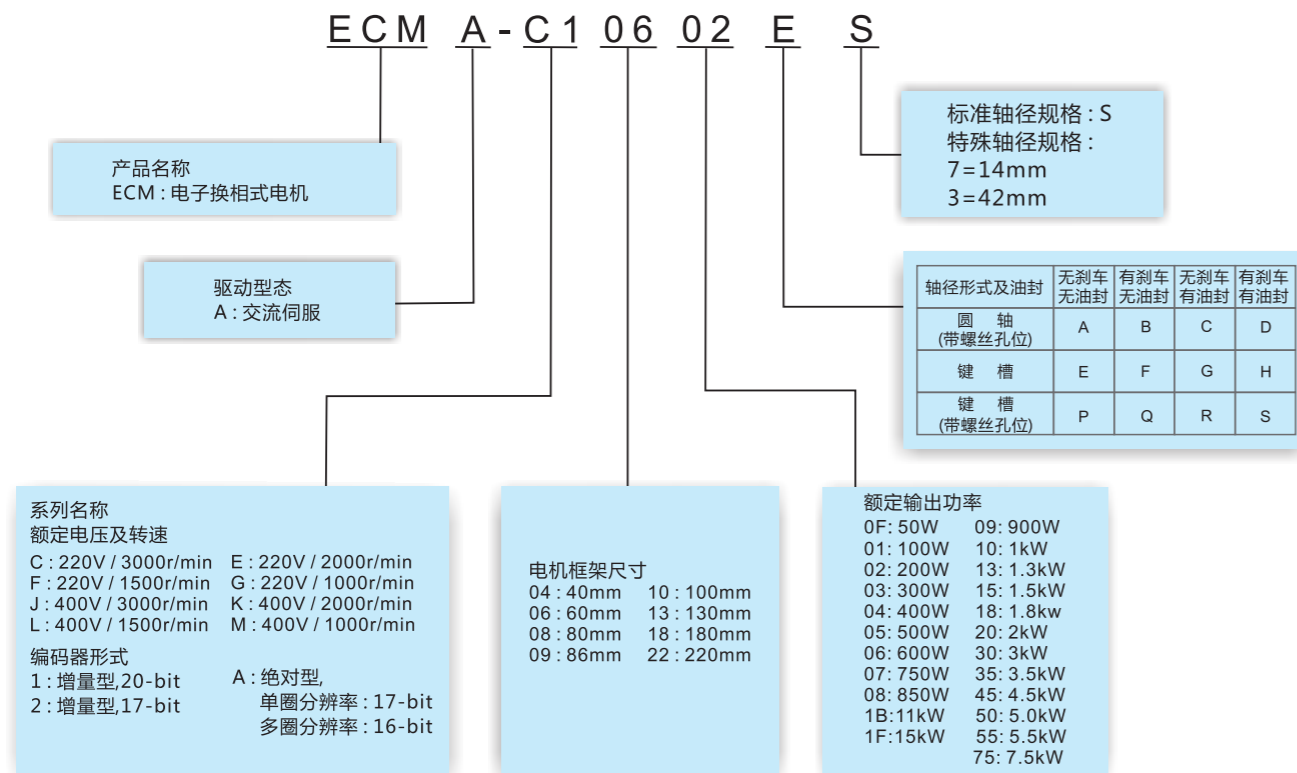 ECM A-C1 06 02 E S
产品名称
ECM : 电子换相式电机
驱动型态
A : 交流伺服
标准轴径规格 : S
特殊轴径规格 :
7=14mm
3=42mm
轴径形式及油封 无刹车 有刹车 无刹车 有刹车
无油封 无油封 有油封 有油封
圆 轴
(带螺丝孔位) A B C D
键 槽 E F G H
键 槽
(带螺丝孔位) P Q R S
系列名称
额定电压及转速
C : 220V / 3000r/min E : 220V / 2000r/min
F : 220V / 1500r/min G : 220V / 1000r/min
J : 400V / 3000r/min K : 400V / 2000r/min
L : 400V / 1500r/min M : 400V / 1000r/min
编码器形式
1 : 增量型,20-bit
2 : 增量型,17-bit
A : 绝对型,
单圈分辨率 : 17-bit
多圈分辨率 : 16-bit
电机框架尺寸
04 : 40mm 10 : 100mm
06 : 60mm 13 : 130mm
08 : 80mm 18 : 180mm
09 : 86mm 22 : 220mm
额定输出功率
0F: 50W 09: 900W
01: 100W 10: 1kW
02: 200W 13: 1.3kW
03: 300W 15: 1.5kW
04: 400W 18: 1.8kw
05: 500W 20: 2kW
06: 600W 30: 3kW
07: 750W 35: 3.5kW
08: 850W 45: 4.5kW
1B:11kW 50: 5.0kW
1F:15kW 55: 5.5kW
75: 7.5kW